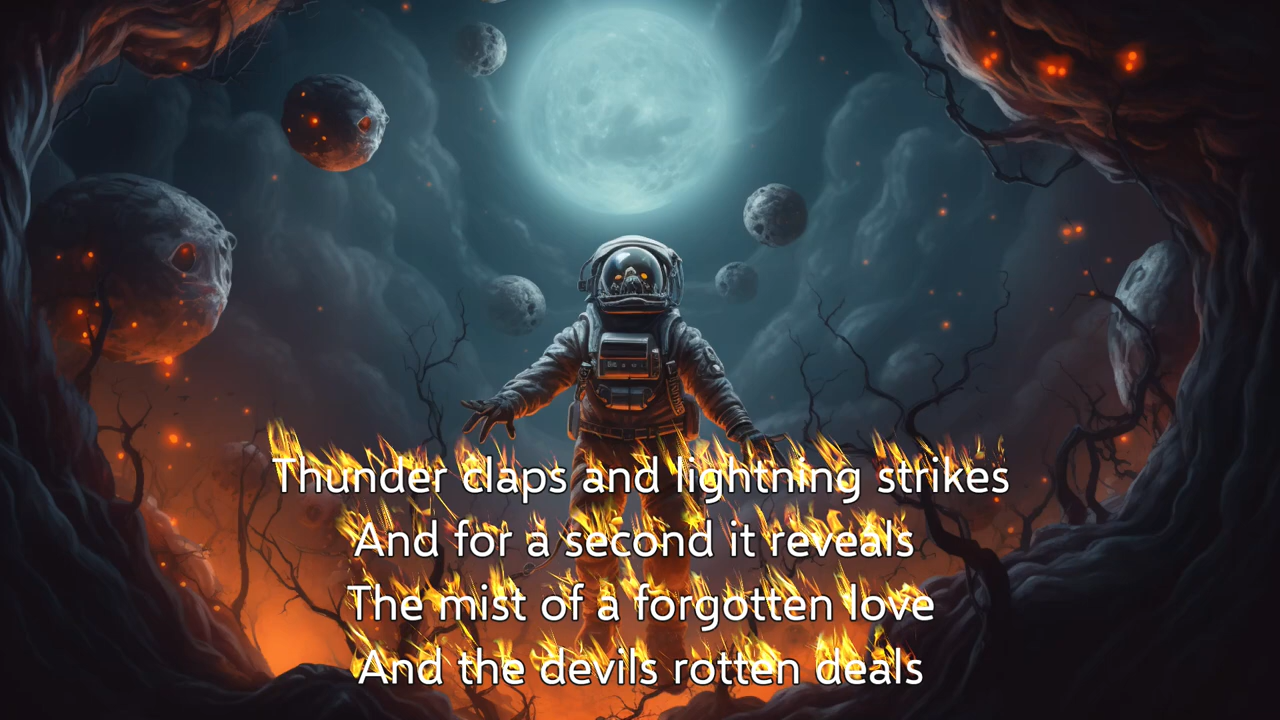 Thunder claps and lightning strikes
And for a second it reveals
The mist of a forgotten love
And the devils rotten deals